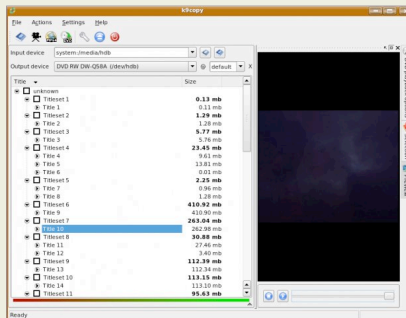 k9copy
File Actions Settings Help
Input device system:/media/hdb
Output device DVD RW DW-Q58A (/dev/hdb) default X
Title Size
unknown
Titleset 1 0.13 mb
Title 1 0.11 mb
Titleset 2 1.29 mb
Title 2 1.28 mb
Titleset 3 5.77 mb
Title 3 5.76 mb
Titleset 4 23.45 mb
Title 4 9.61 mb
Title 5 13.81 mb
Title 6 0.01 mb
Titleset 5 2.25 mb
Title 7 0.96 mb
Title 8 1.28 mb
Titleset 6 410.92 mb
Title 9 410.90 mb
Titleset 7 263.04 mb
Title 10 262.98 mb
Titleset 8 30.88 mb
Title 11 27.46 mb
Title 12 3.40 mb
Titleset 9 112.39 mb
Title 13 112.34 mb
Titleset 10 113.15 mb
Title 14 113.10 mb
Titleset 11 95.63 mb
Ready